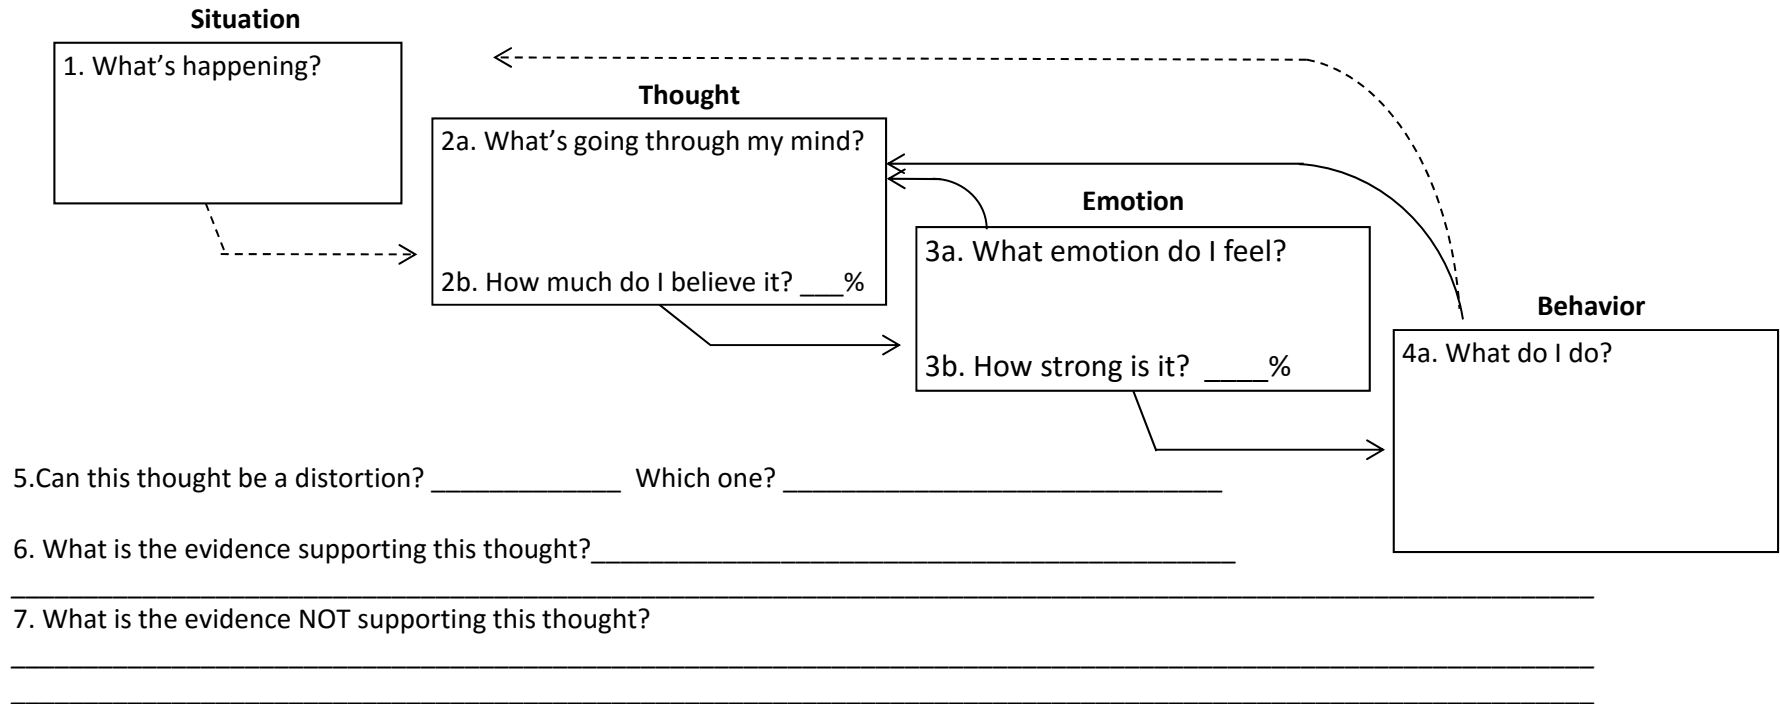 Situation
1. What’s happening?
Thought
2a. What’s going through my mind?
2b. How much do I believe it? ___%
Emotion
3a. What emotion do I feel?
3b. How strong is it?  ____%
Behavior
4a. What do I do?
5.Can this thought be a distortion? _____________  Which one? ______________________________
6. What is the evidence supporting this thought?____________________________________________
7. What is the evidence NOT supporting this thought?